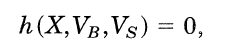 h(X,V_B,V_S) = 0,